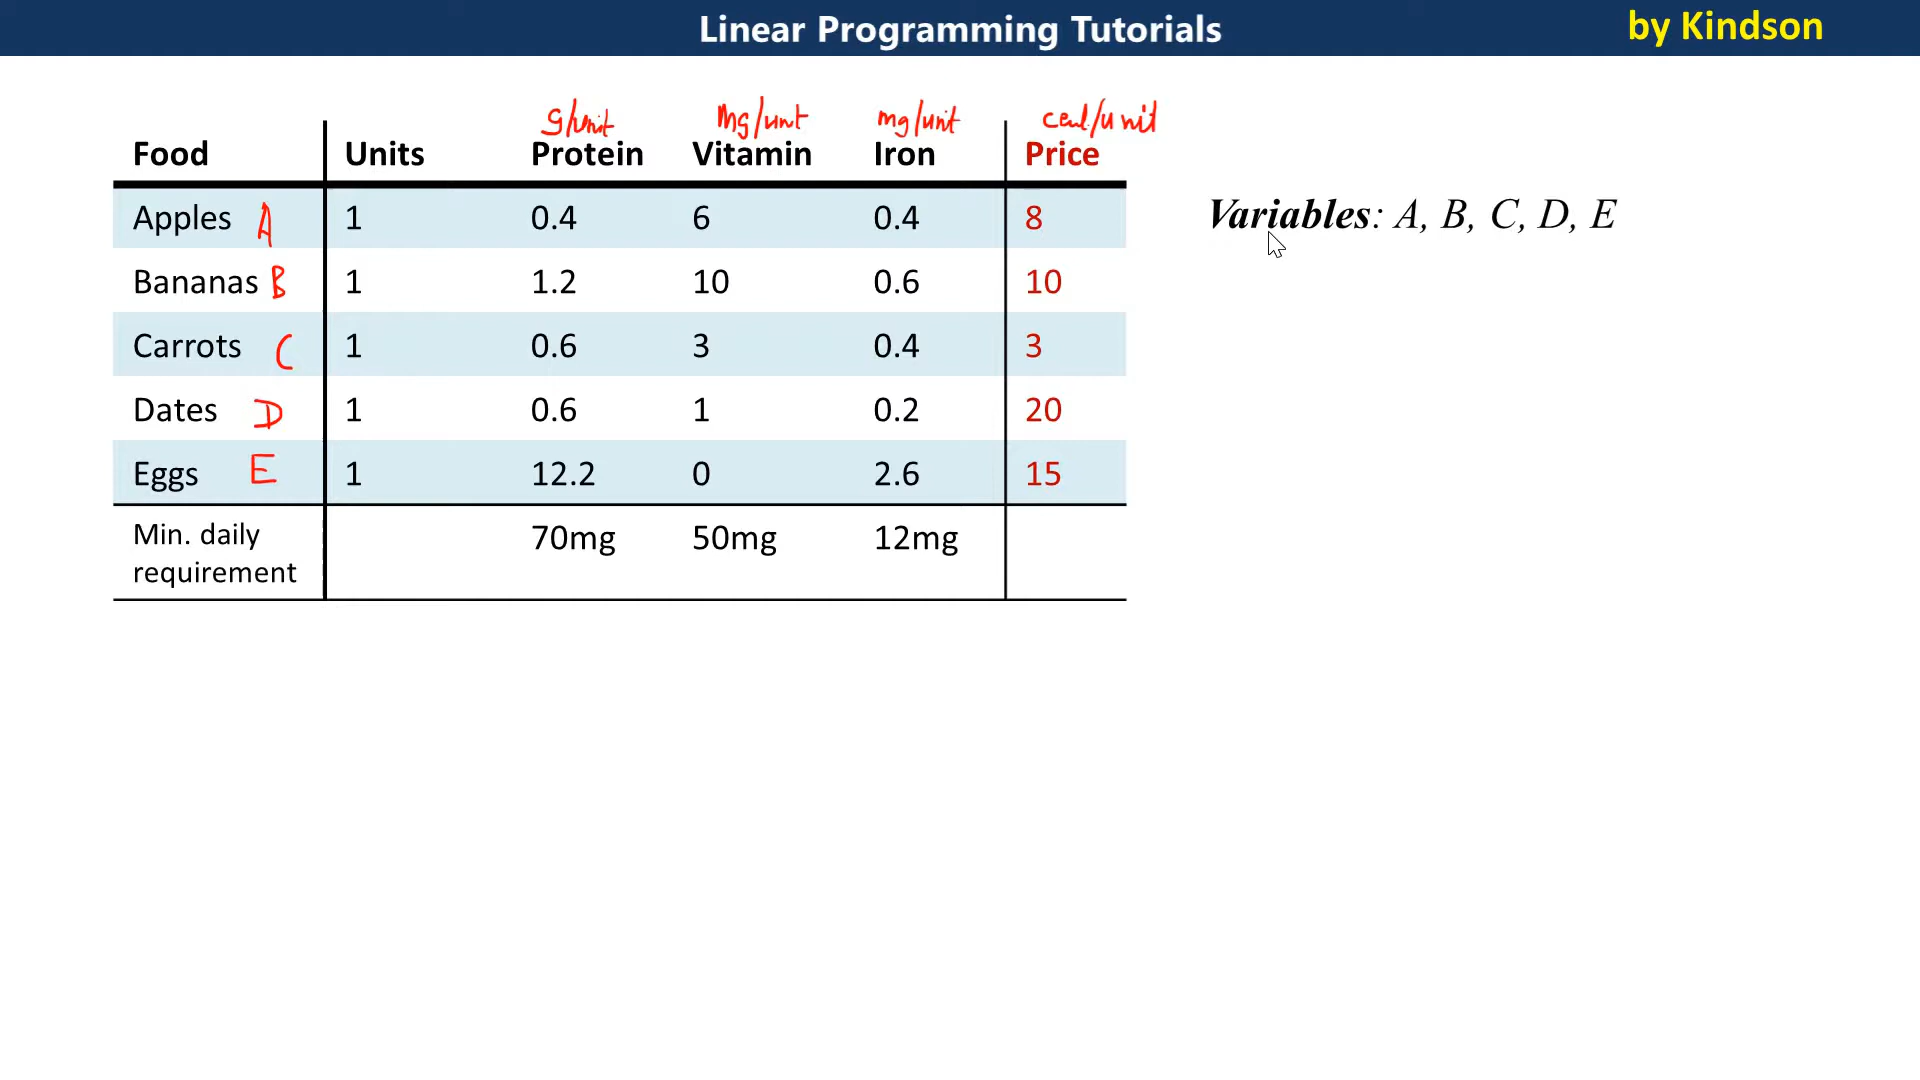 Linear Programming Tutorials
by Kindson
g/unit mg/unit mg/unit cent/unit
Food Units Protein Vitamin Iron Price
Apples A 1 0.4 6 0.4 8
Variables: A, B, C, D, E
Bananas B 1 1.2 10 0.6 10
Carrots C 1 0.6 3 0.4 3
Dates D 1 0.6 1 0.2 20
Eggs E 1 12.2 0 2.6 15
Min. daily 70mg 50mg 12mg
requirement